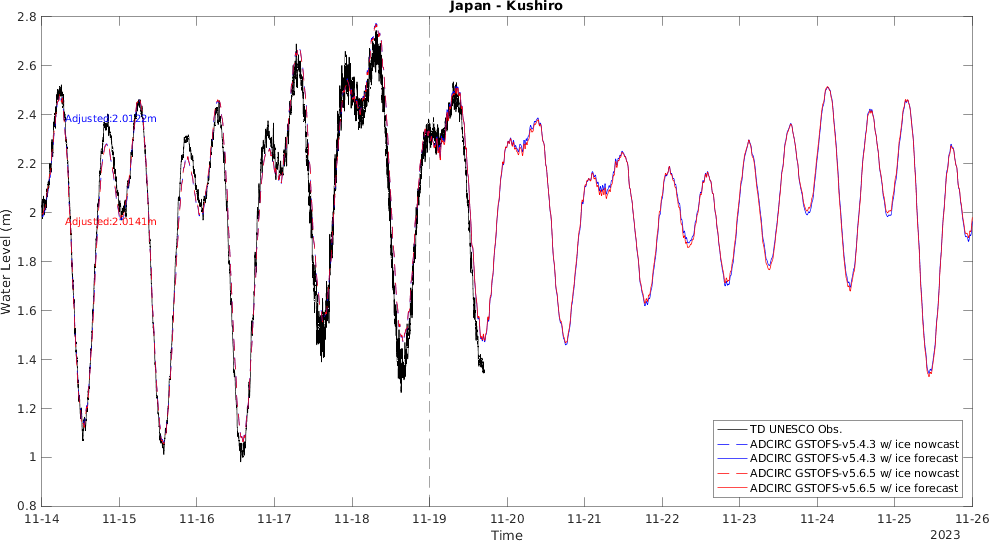 Japan - Kushiro
2.8
2.6
2.4
2.2
2
1.8
1.6
1.4
1.2
1
0.8
Water Level (m)
Adjusted:2.0122m
Adjusted:2.0141m
TD UNESCO Obs.
ADCIRC GSTOFS-v5.4.3 w/ ice nowcast
ADCIRC GSTOFS-v5.4.3 w/ ice forecast
ADCIRC GSTOFS-v5.6.5 w/ ice nowcast
ADCIRC GSTOFS-v5.6.5 w/ ice forecast
11-14 11-15 11-16 11-17 11-18 11-19 11-20 11-21 11-22 11-23 11-24 11-25 11-26
Time
2023